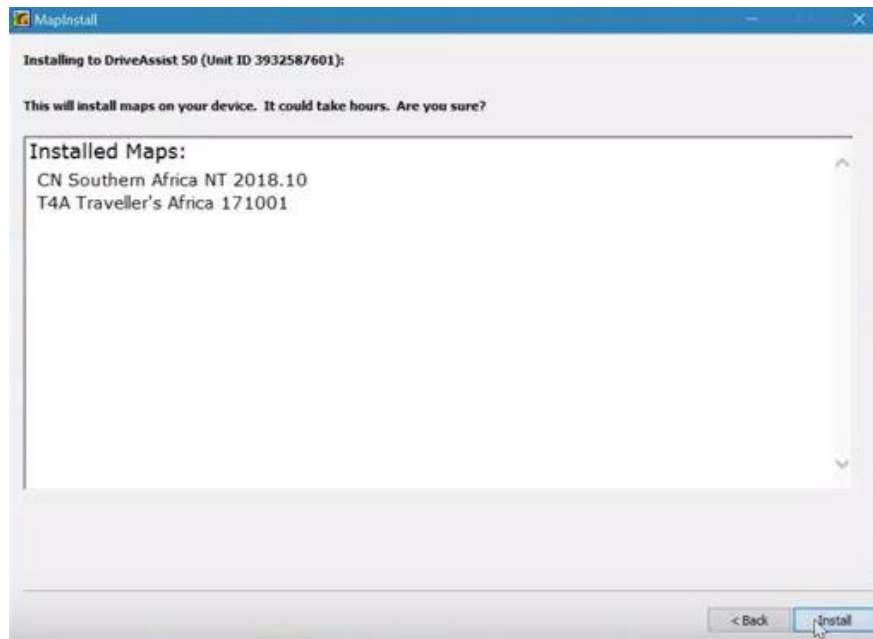 MapInstall
Installing to DriveAssist 50 (Unit ID 3932587601):
This will install maps on your device. It could take hours. Are you sure?
Installed Maps:
CN Southern Africa NT 2018.10
T4A Traveller's Africa 171001
< Back
Install